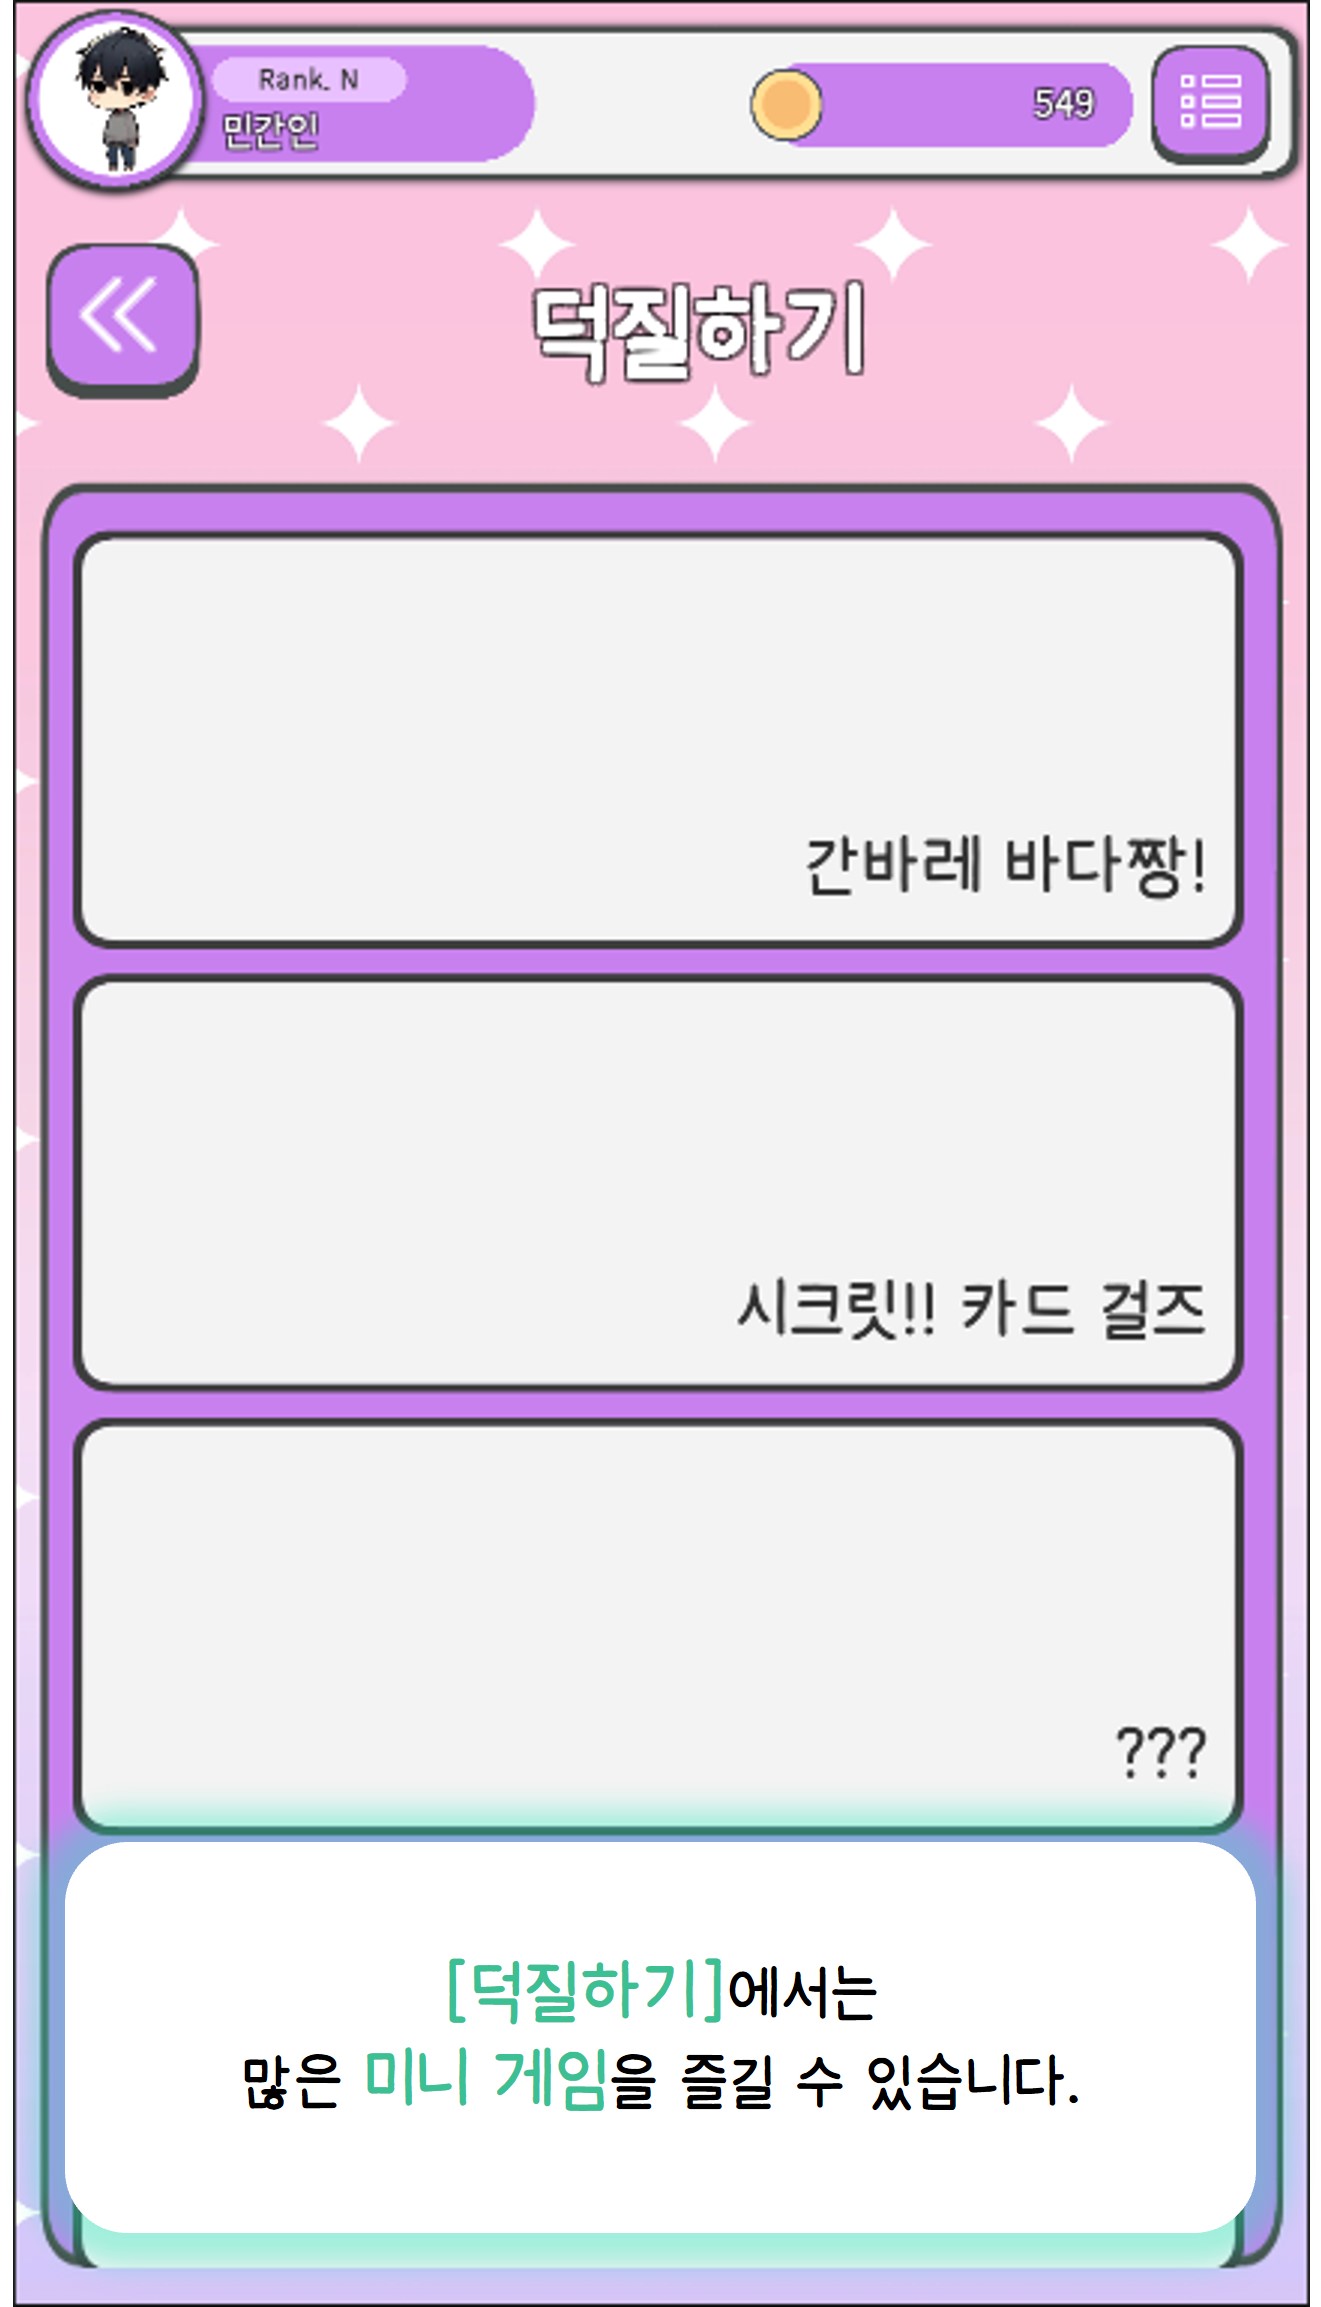 Rank. N
민간인
549
덕질하기
간바레 바다짱!
시크릿!! 카드 걸즈
???
[덕질하기]에서는
많은 미니 게임을 즐길 수 있습니다.